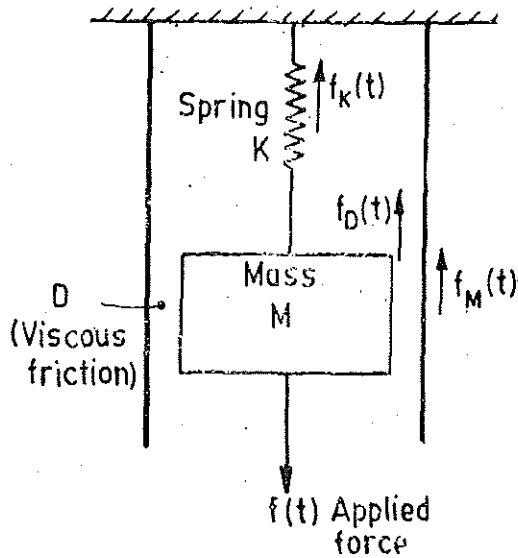 f_K(t)
Spring
K
f_D(t)
Mass
M
f_M(t)
D
(Viscous
friction)
f(t) Applied
force